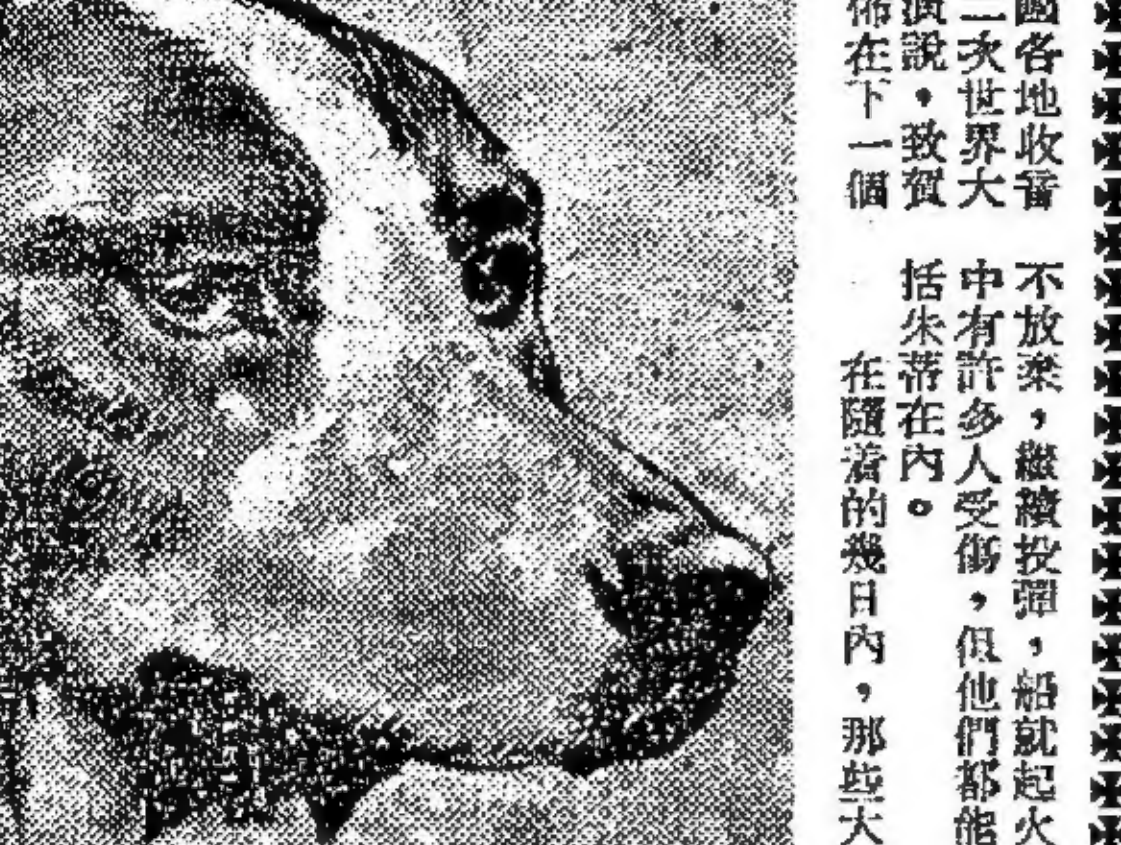 國各地收音
二次世界大
演說，致賀
佈在下一個
不放棄，繼續投彈，船就起火
中有許多人受傷，但他們都能
括朱蒂在內。
在隨着的幾日內，那些大